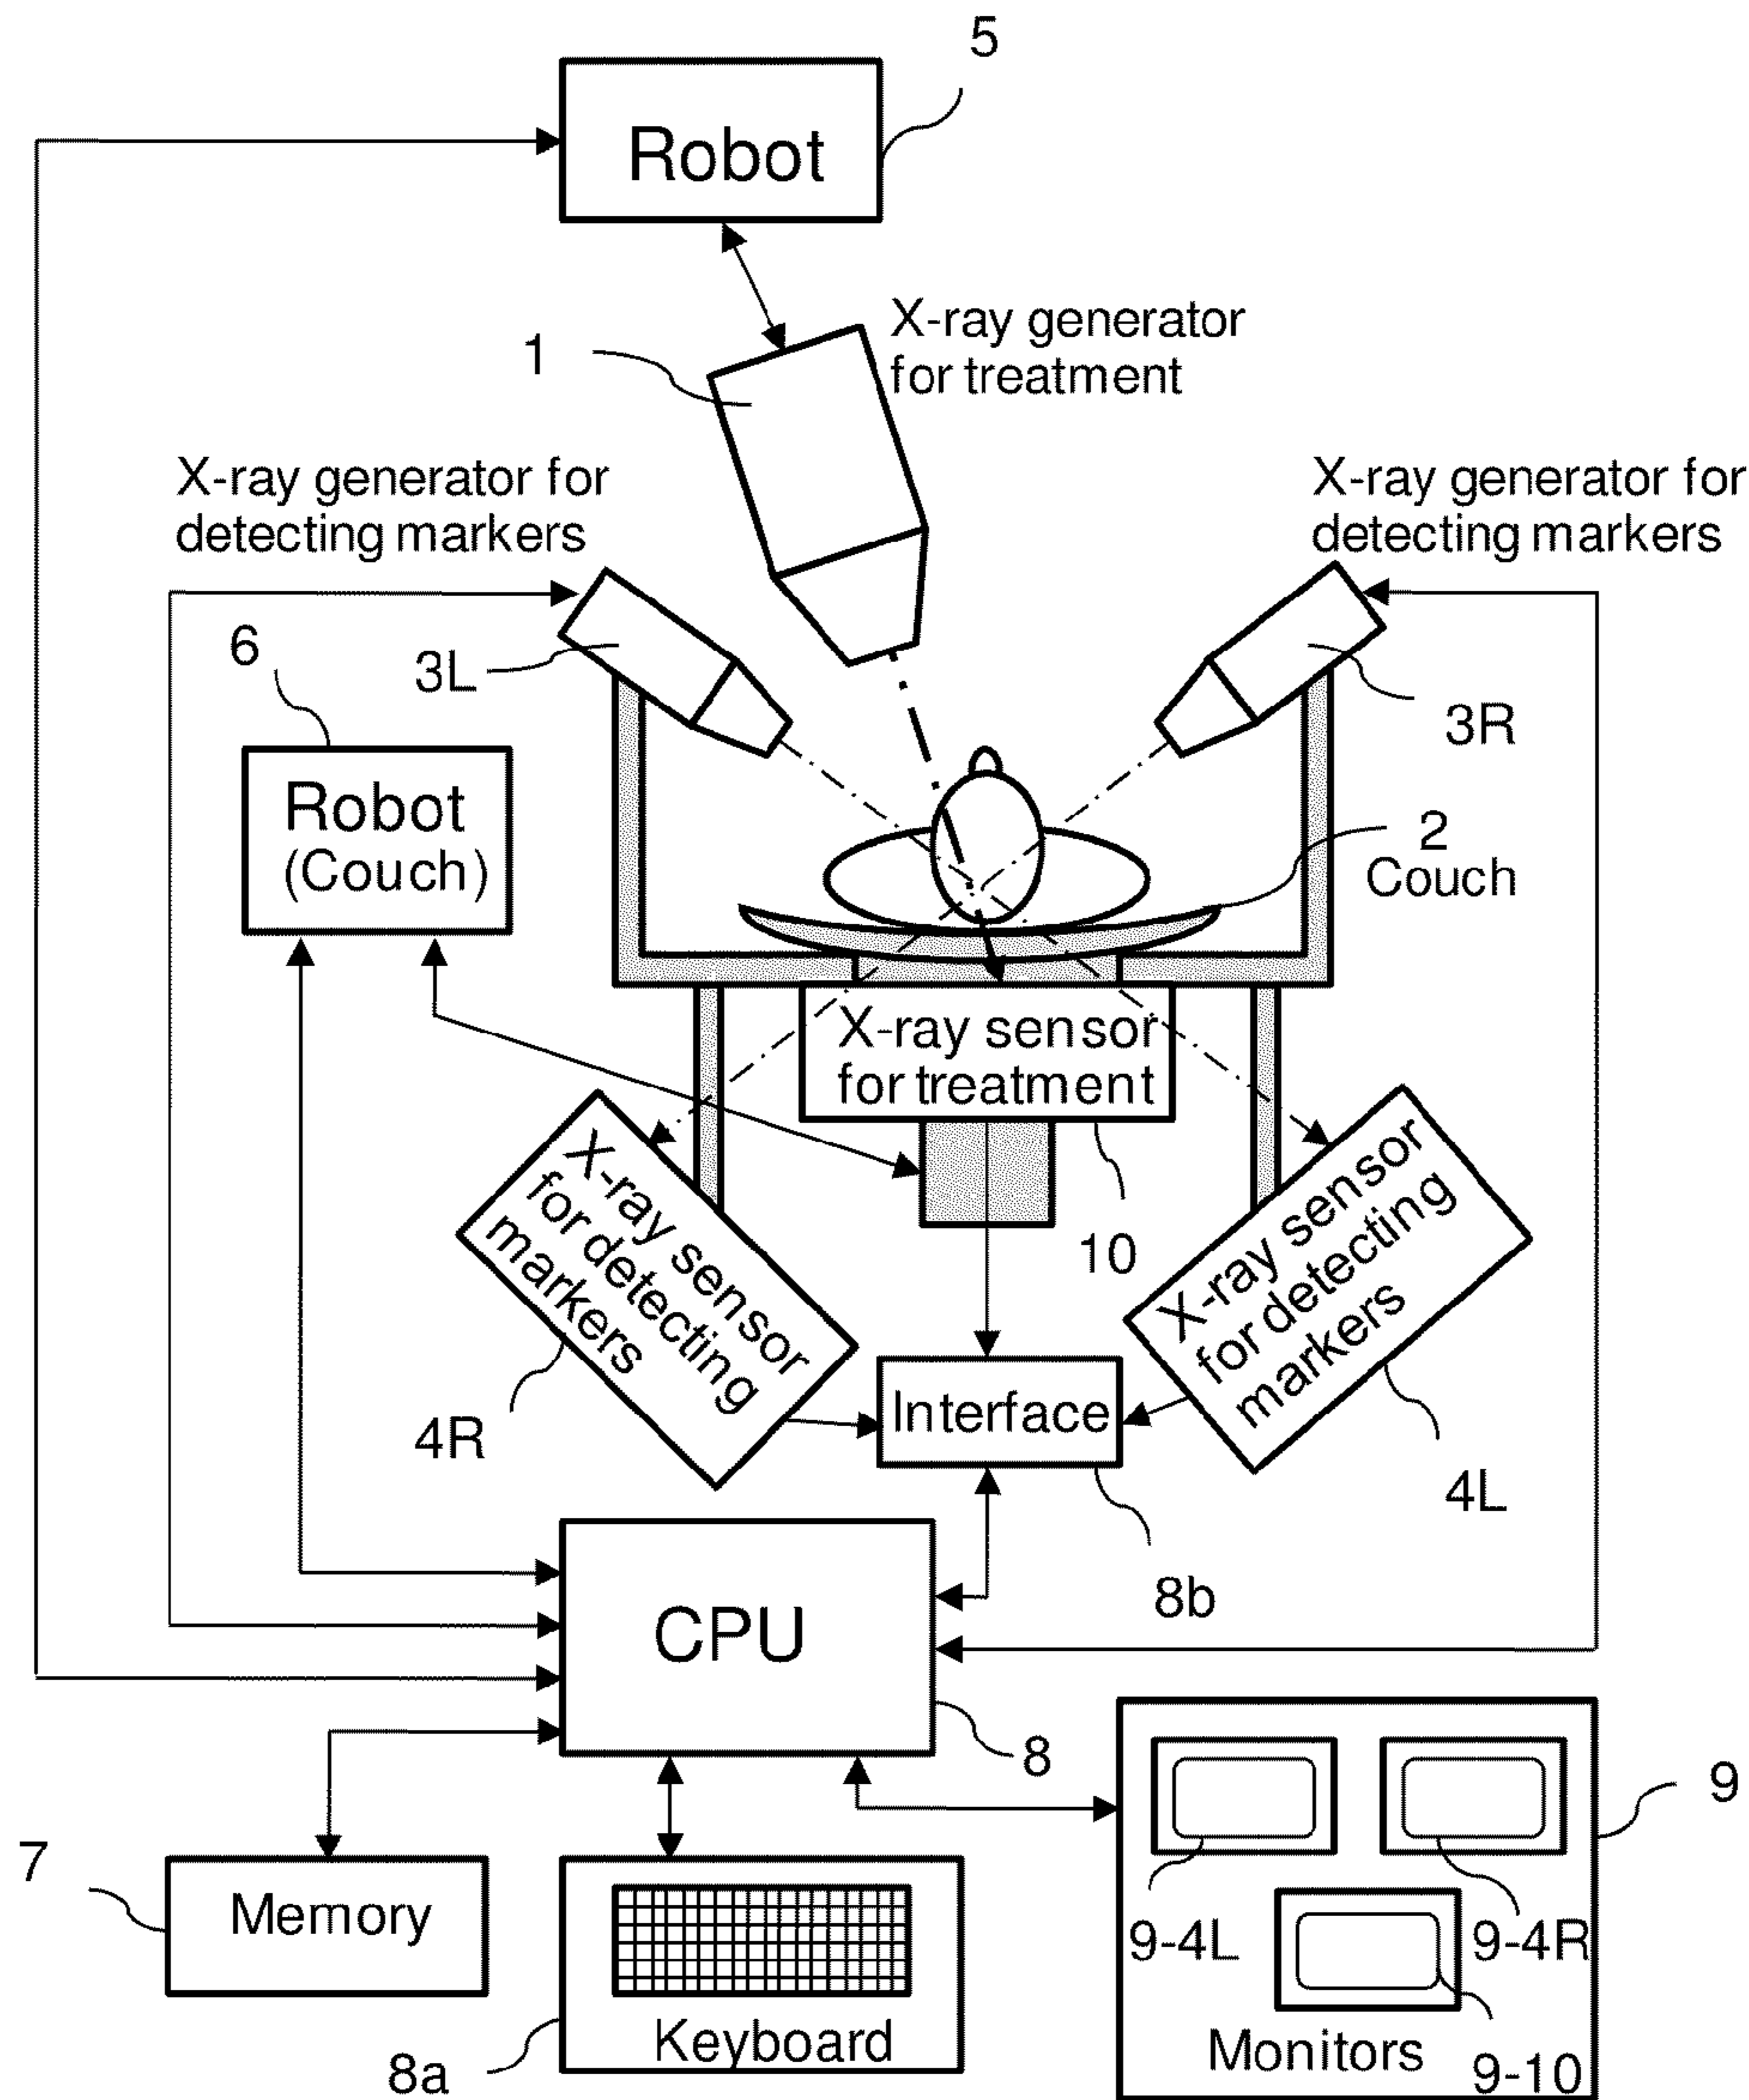 5
Robot
1
X-ray generator
for treatment
X-ray generator for
detecting markers
X-ray generator for
detecting markers
6
3L
3R
Robot
(Couch)
2
Couch
X-ray sensor
for treatment
X-ray sensor
for detecting
markers
10
X-ray sensor
for detecting
markers
4R
Interface
4L
8b
CPU
8
9
7
Memory
9-4L
9-4R
Keyboard
8a
Monitors
9-10